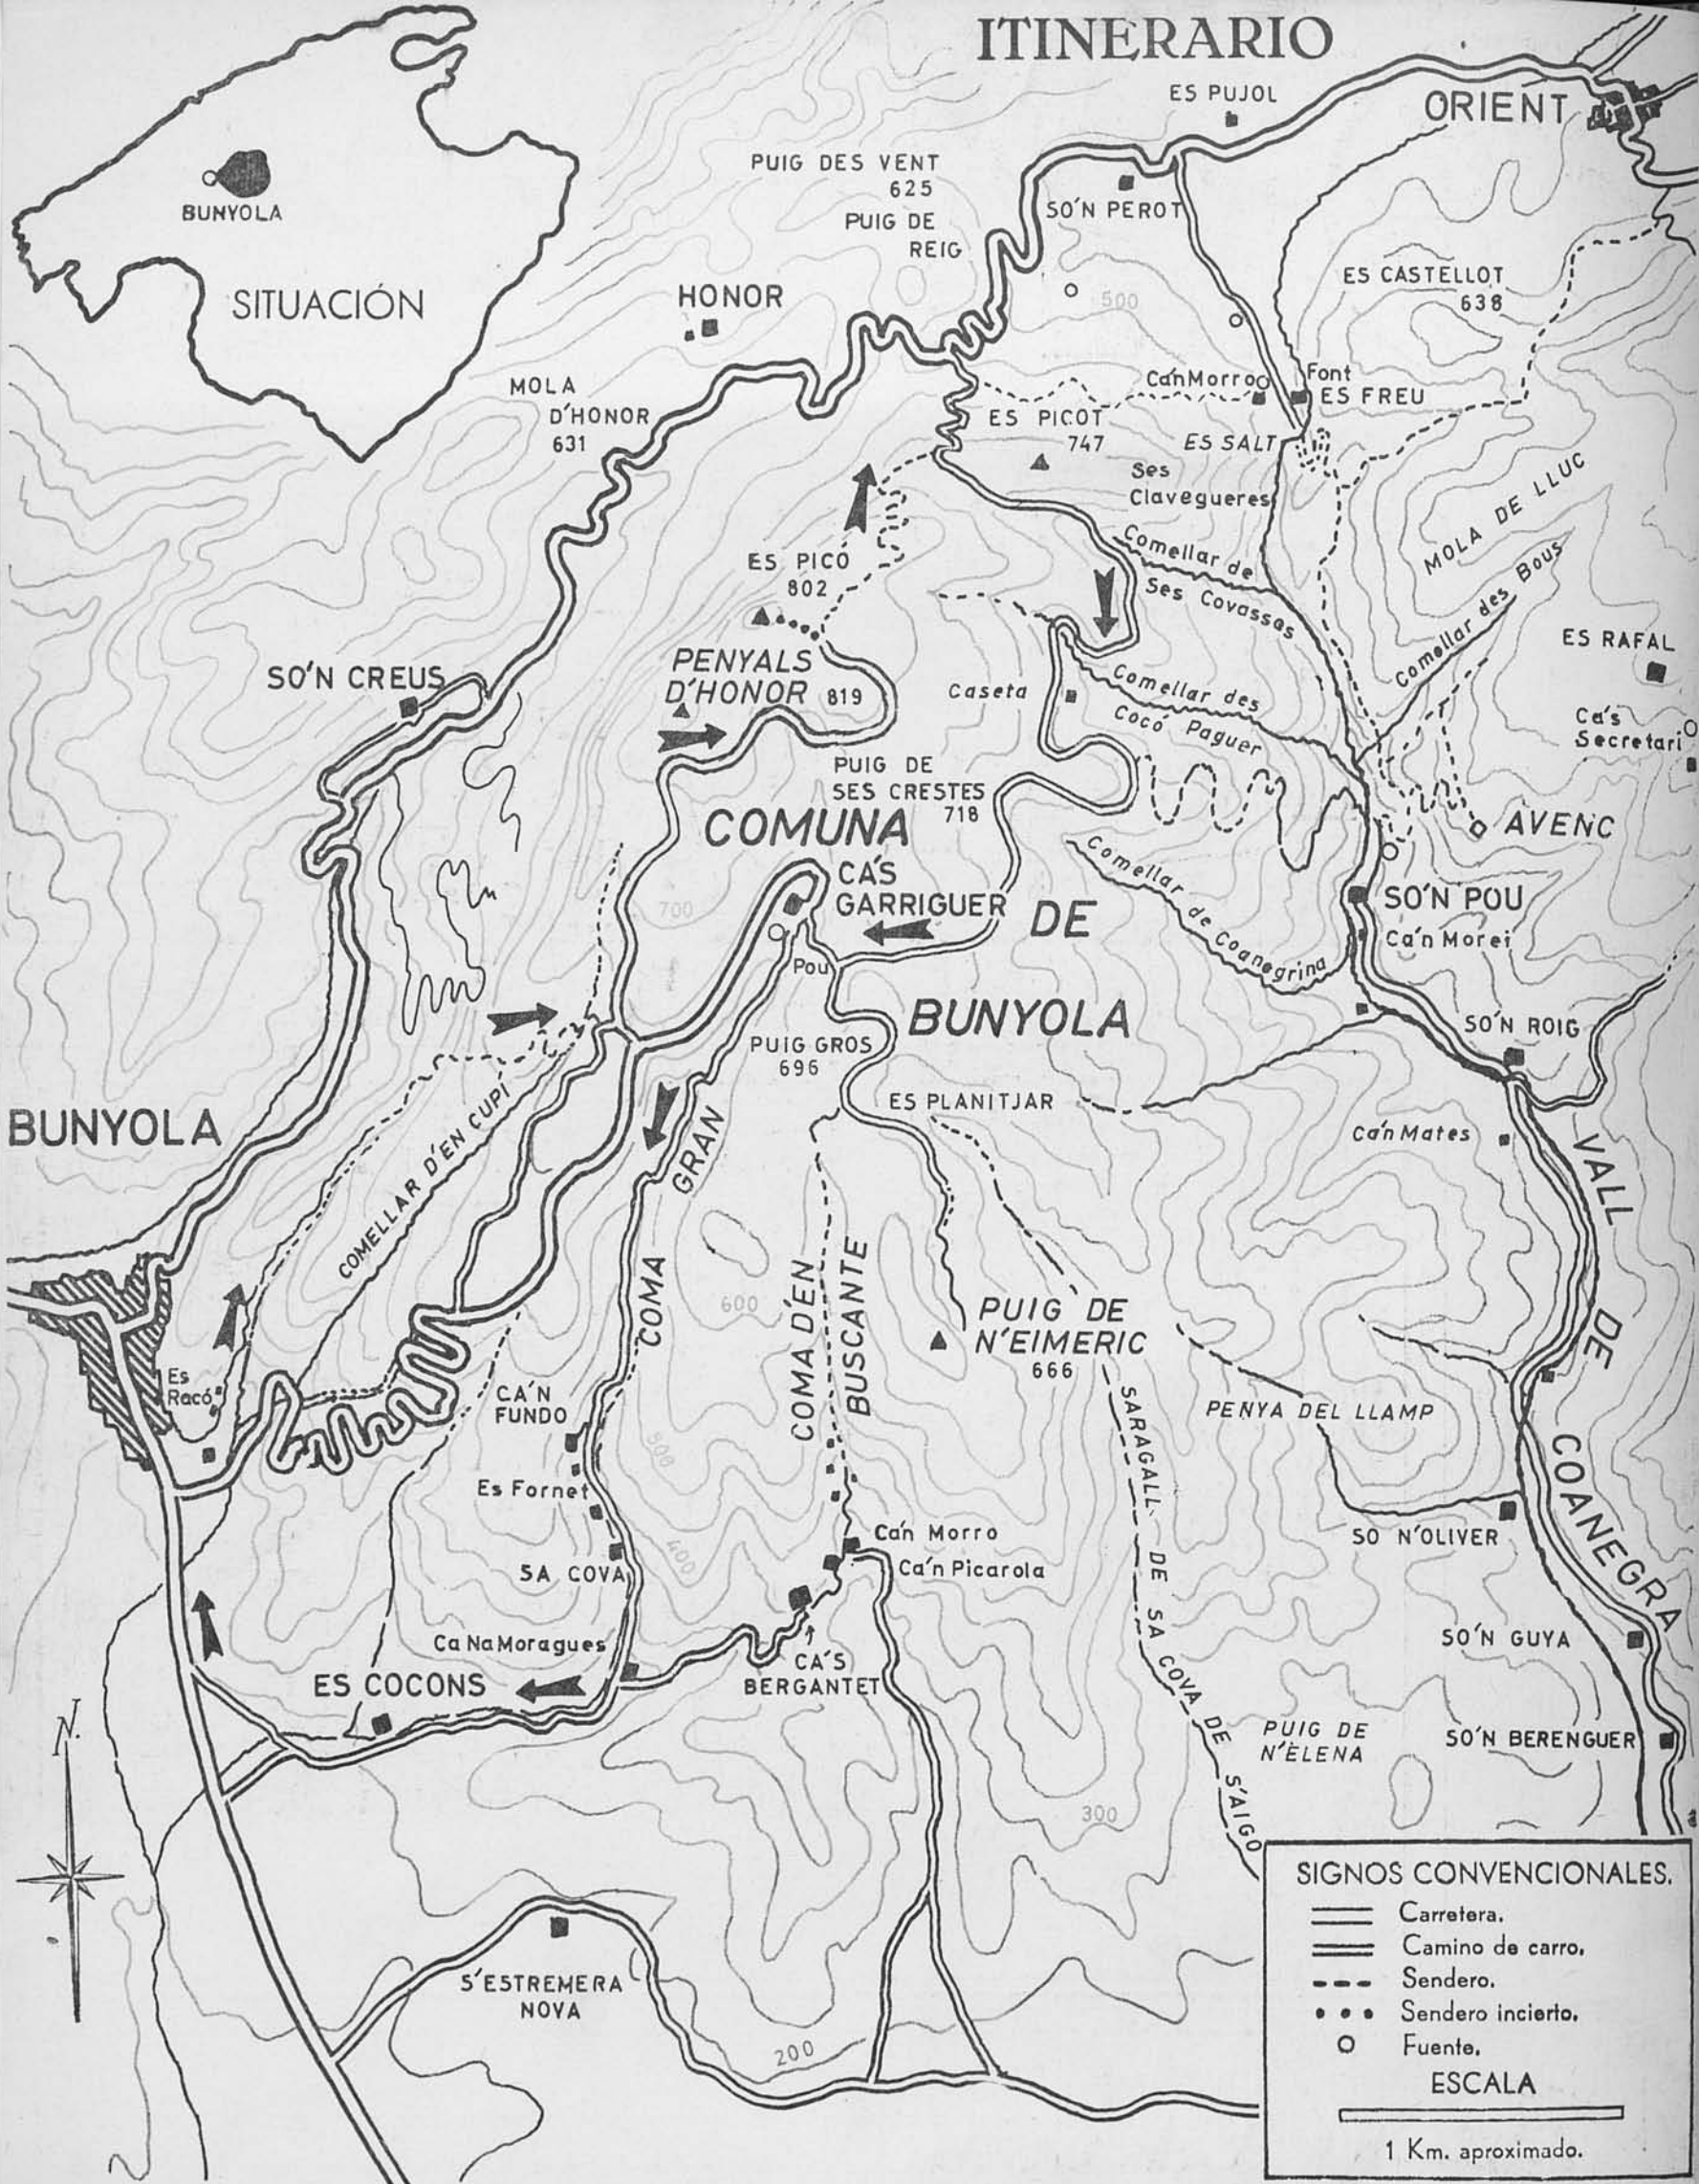 ITINERARIO
ES PUJOL
ORIENT
PUIG DES VENT
625
PUIG DE
REIG
SO'N PEROT
BUNYOLA
SITUACIÓN
HONOR
500
ES CASTELLOT
638
MOLA
D'HONOR
631
Ca'n Morro
Font
ES FREU
ES PICOT
747
ES SALT
Ses
Clavegueres
MOLA DE LLUC
Comellar de
Ses Covassas
Comellar des Bous
ES PICÓ
802
ES RAFAL
PENYALS
D'HONOR 819
SO'N CREUS
Caseta
Comellar des
Cocó Paguer
Ca's
Secretari
PUIG DE
SES CRESTES
718
COMUNA
AVENC
CA'S
GARRIGUER
700
DE
Comellar de Coanegrina
SO'N POU
Ca'n Morei
Pou
BUNYOLA
PUIG GROS
696
SO'N ROIG
ES PLANITJAR
BUNYOLA
COMELLAR D'EN CUPÍ
Ca'n Mates
COMA GRAN
600
COMA D'EN
BUSCANTE
VALL DE COANEGRA
PUIG DE
N'EIMERIC
666
Es
Racó
CA'N
FUNDO
500
PENYA DEL LLAMP
SARAGALL DE SA COVA DE S'AIGO
Es Fornet
400
SA COVA
Ca'n Morro
Ca'n Picarola
SO N'OLIVER
Ca Na Moragues
ES COCONS
CA'S
BERGANTET
SO'N GUYA
PUIG DE
N'ELENA
SO'N BERENGUER
N.
300
S'ESTREMERA
NOVA
200
SIGNOS CONVENCIONALES.
Carretera.
Camino de carro.
Sendero.
Sendero incierto.
Fuente.
ESCALA
1 Km. aproximado.